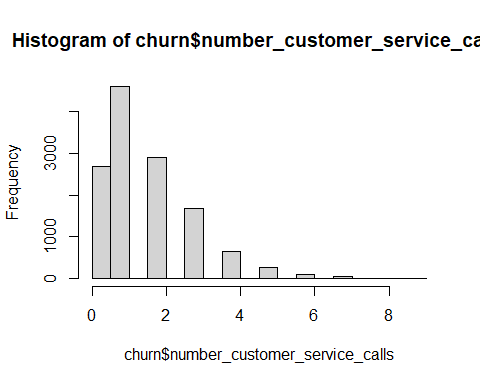 Histogram of churn$number_customer_service_ca
Frequency
3000
1000
0
0 2 4 6 8
churn$number_customer_service_calls